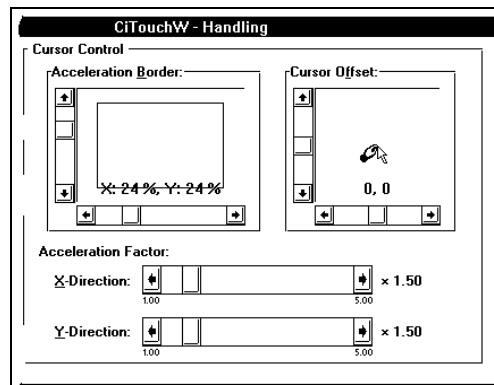 CiTouchW - Handling
Cursor Control
Acceleration Border:
Cursor Offset:
X: 24 %, Y: 24 %
0, 0
Acceleration Factor:
X-Direction:
× 1.50
1.00
5.00
Y-Direction:
× 1.50
1.00
5.00